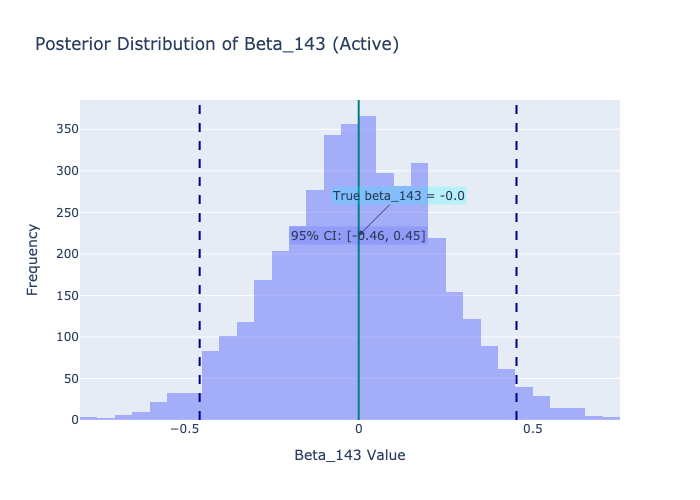 Posterior Distribution of Beta_143 (Active)
350
300
250
200
150
100
50
0
Frequency
True beta_143 = -0.0
95% CI: [-0.46, 0.45]
−0.5
0
0.5
Beta_143 Value